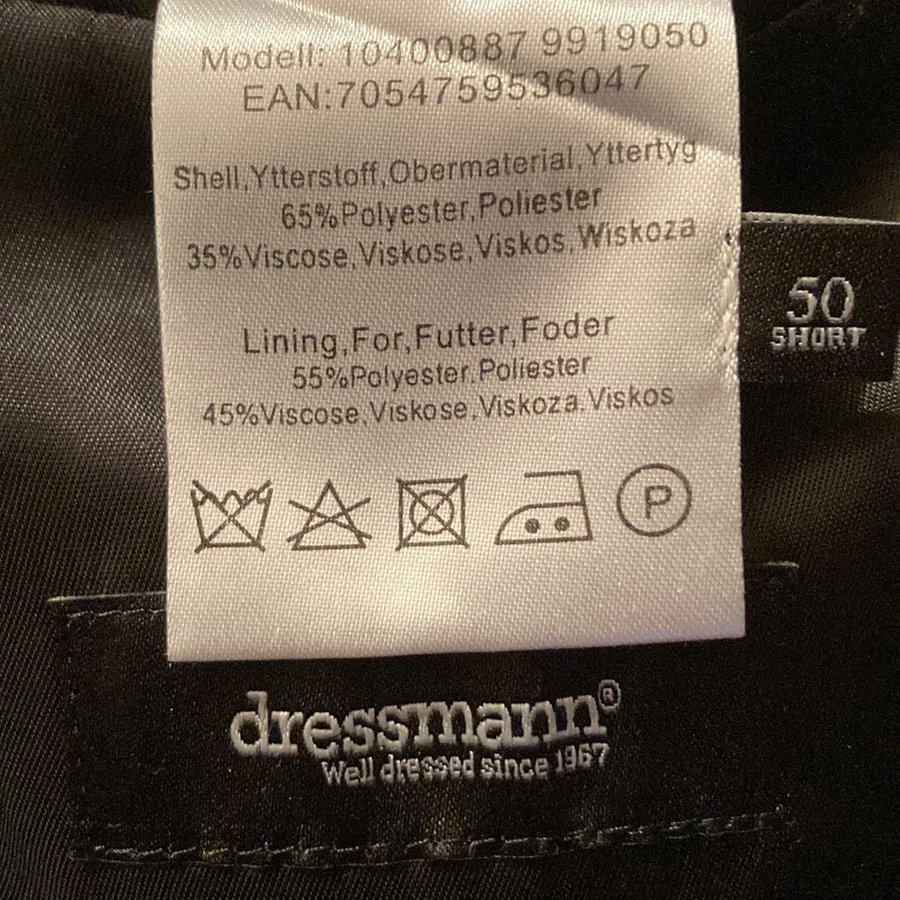 Modell: 10400887 9919050
EAN:7054759536047
Shell,Ytterstoff,Obermaterial,Yttertyg
65%Polyester,Poliester
35%Viscose,Viskose,Viskos,Wiskoza
Lining,For,Futter,Foder
55%Polyester,Poliester
45%Viscose,Viskose,Viskoza,Viskos
P
50
SHORT
dressmann®
Well dressed since 1967